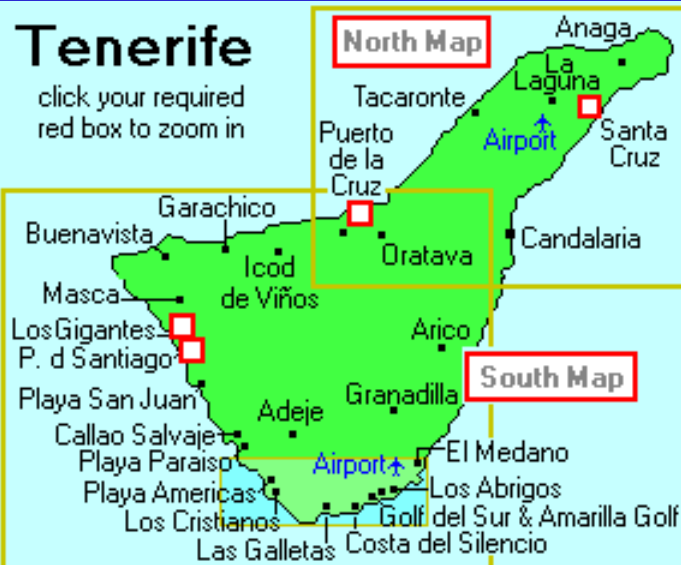 Tenerife
click your required
red box to zoom in
North Map
Anaga
La
Laguna
Tacaronte
Airport
Santa
Cruz
Puerto
de la
Cruz
Garachico
Buenavista
Oratava
Candalaria
Icod
de Viños
Masca
Los Gigantes
P. d Santiago
Arico
South Map
Playa San Juan
Granadilla
Adeje
Callao Salvaje
El Medano
Playa Paraiso
Airport
Playa Americas
Los Abrigos
Los Cristianos
Golf del Sur & Amarilla Golf
Las Galletas
Costa del Silencio